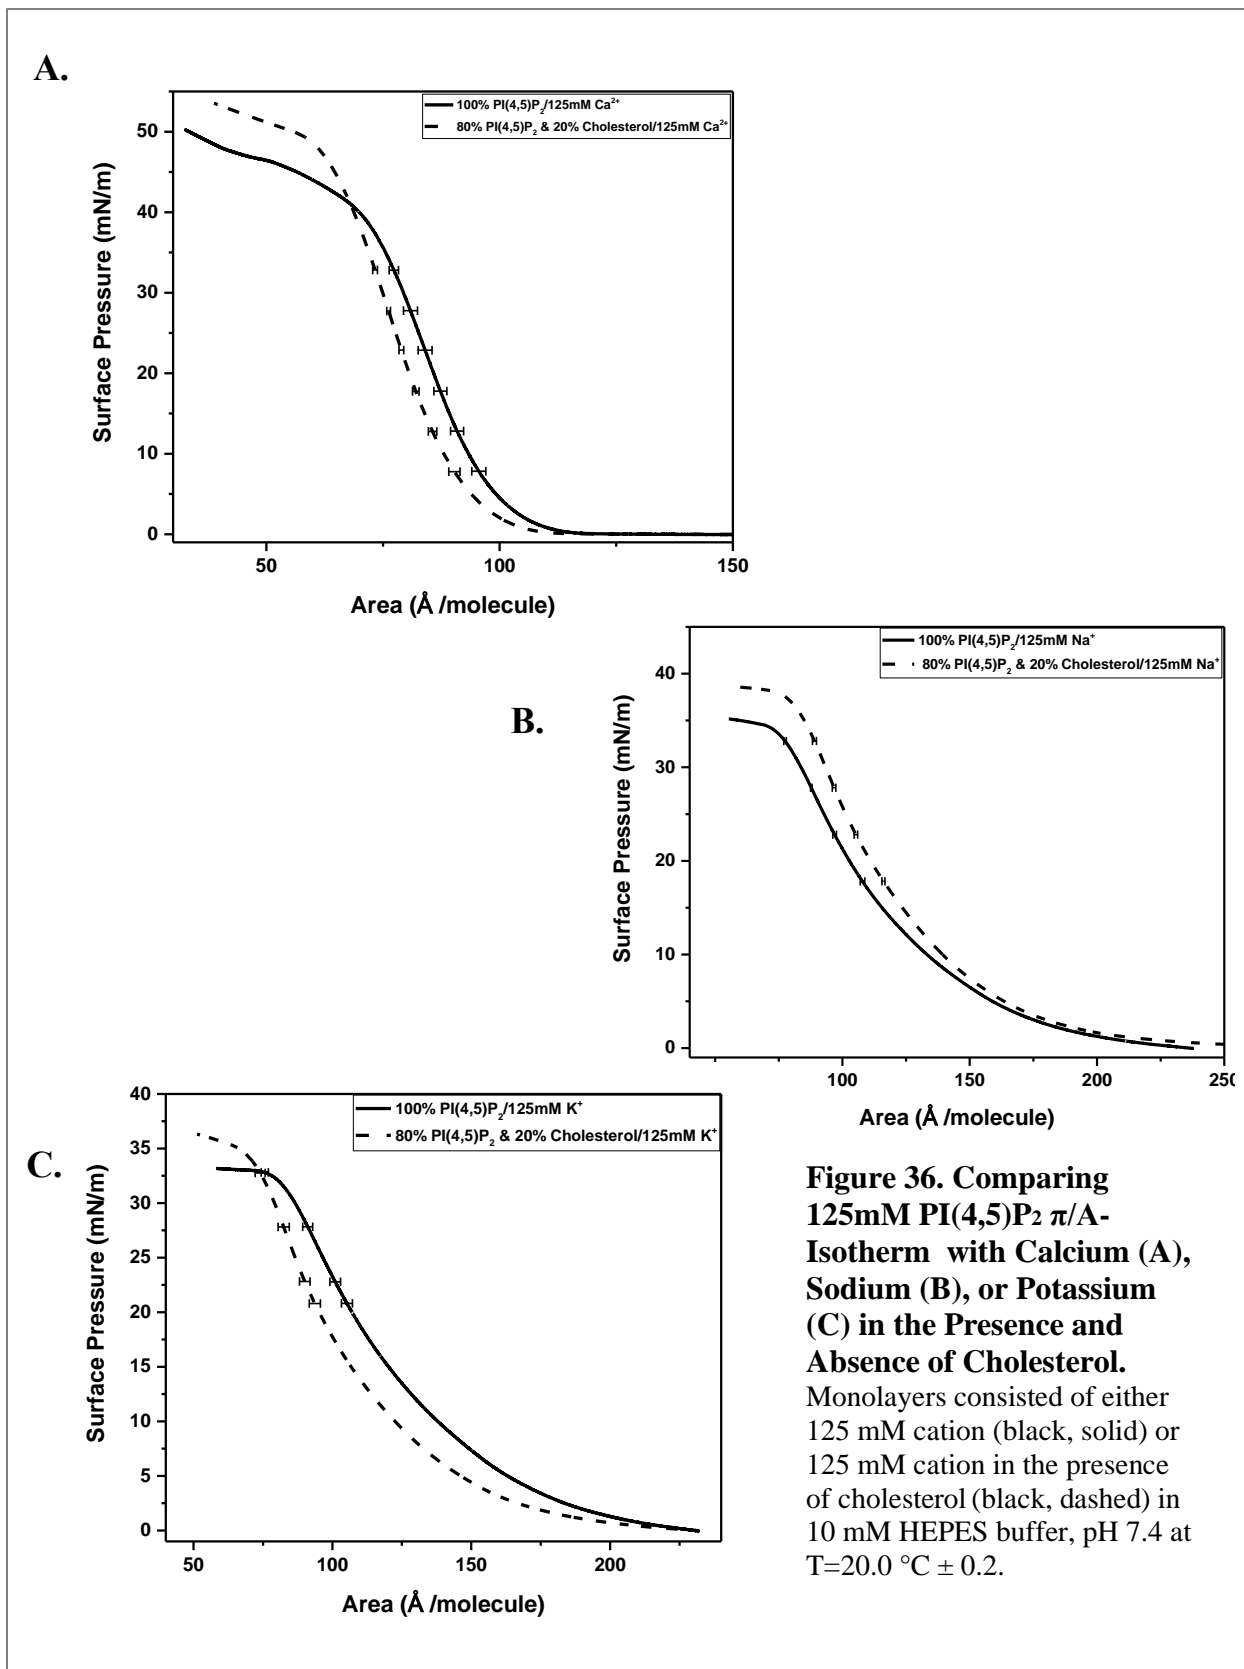 A.
100% PI(4,5)P2/125mM Ca2+
80% PI(4,5)P2 & 20% Cholesterol/125mM Ca2+
Surface Pressure (mN/m)
50
40
30
20
10
0
50
100
150
Area (Å /molecule)
B.
100% PI(4,5)P2/125mM Na+
80% PI(4,5)P2 & 20% Cholesterol/125mM Na+
Surface Pressure (mN/m)
40
30
20
10
0
100
150
200
250
Area (Å /molecule)
C.
100% PI(4,5)P2/125mM K+
80% PI(4,5)P2 & 20% Cholesterol/125mM K+
Surface Pressure (mN/m)
40
35
30
25
20
15
10
5
0
50
100
150
200
Area (Å /molecule)
Figure 36. Comparing
125mM PI(4,5)P2 π/A-
Isotherm with Calcium (A),
Sodium (B), or Potassium
(C) in the Presence and
Absence of Cholesterol.
Monolayers consisted of either
125 mM cation (black, solid) or
125 mM cation in the presence
of cholesterol (black, dashed) in
10 mM HEPES buffer, pH 7.4 at
T=20.0 °C ± 0.2.